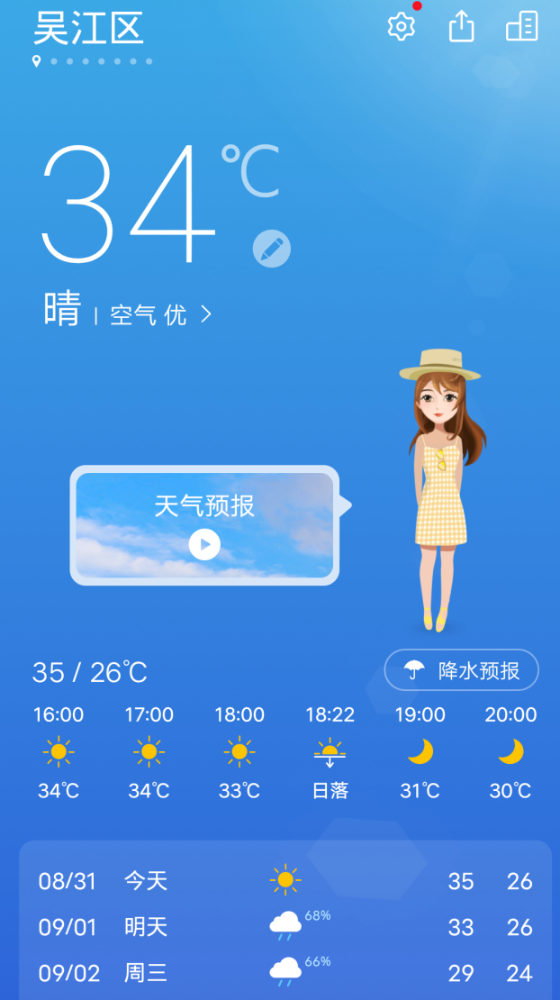 吴江区
34℃
晴 | 空气 优
天气预报
35 / 26℃
降水预报
16:00 17:00 18:00 18:22 19:00 20:00
34℃ 34℃ 33℃ 日落 31℃ 30℃
08/31 今天 35 26
09/01 明天 68% 33 26
09/02 周三 66% 29 24